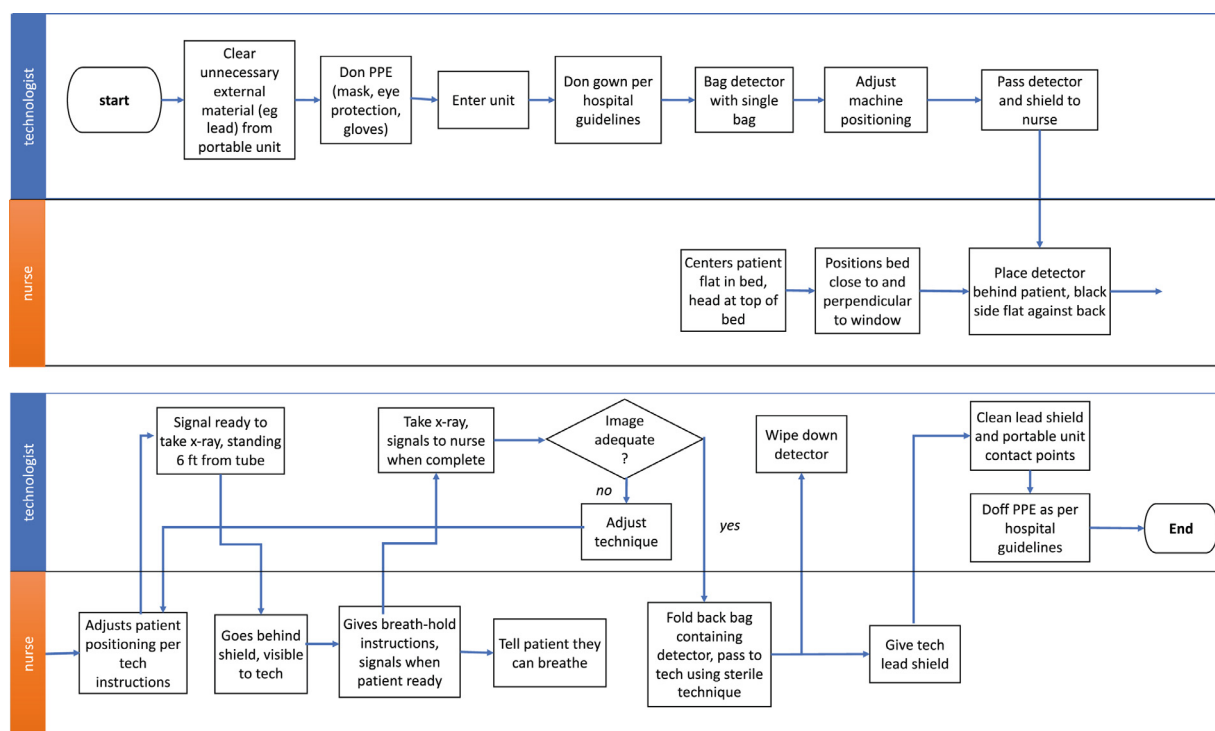 technologist
start
Clear
unnecessary
external
material (eg
lead) from
portable unit
Don PPE
(mask, eye
protection,
gloves)
Enter unit
Don gown per
hospital
guidelines
Bag detector
with single
bag
Adjust
machine
positioning
Pass detector
and shield to
nurse
nurse
Centers patient
flat in bed,
head at top of
bed
Positions bed
close to and
perpendicular
to window
Place detector
behind patient, black
side flat against back
technologist
Signal ready to
take x-ray, standing
6 ft from tube
Take x-ray,
signals to nurse
when complete
Image
adequate
?
no
Adjust
technique
yes
Wipe down
detector
Clean lead shield
and portable unit
contact points
Doff PPE as per
hospital
guidelines
End
nurse
Adjusts patient
positioning per
tech
instructions
Goes behind
shield, visible
to tech
Gives breath-hold
instructions,
signals when
patient ready
Tell patient they
can breathe
Fold back bag
containing
detector, pass to
tech using sterile
technique
Give tech
lead shield